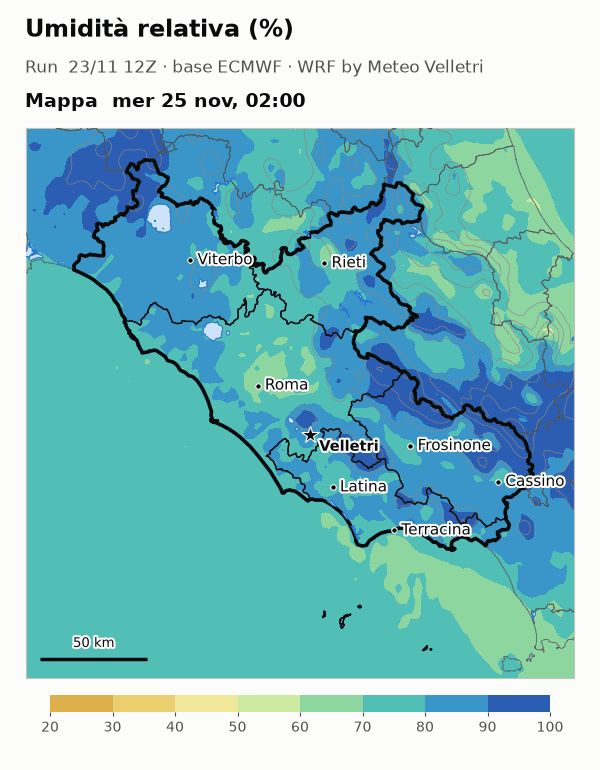 Umidità relativa (%)
Run  23/11 12Z · base ECMWF · WRF by Meteo Velletri
Mappa  mer 25 nov, 02:00
Viterbo
Rieti
Roma
Velletri
Frosinone
Latina
Cassino
Terracina
50 km
20 30 40 50 60 70 80 90 100